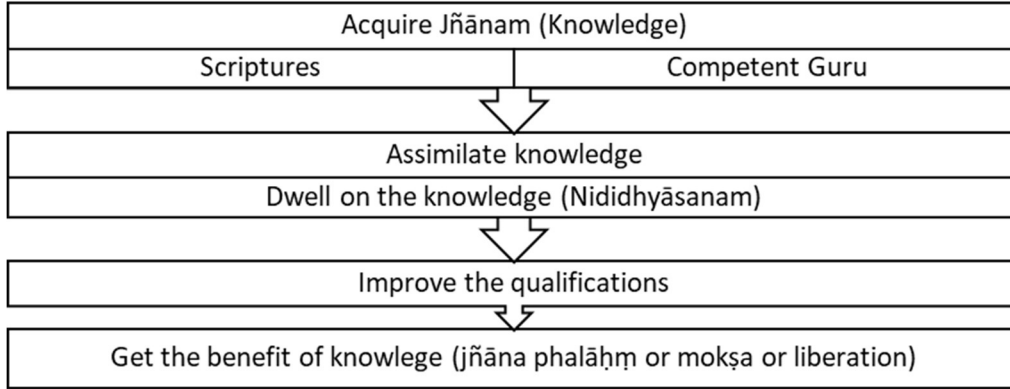 Acquire Jñānam (Knowledge)
Scriptures
Competent Guru
Assimilate knowledge
Dwell on the knowledge (Nididhyāsanam)
Improve the qualifications
Get the benefit of knowlege (jñāna phalāḥṃ or mokṣa or liberation)